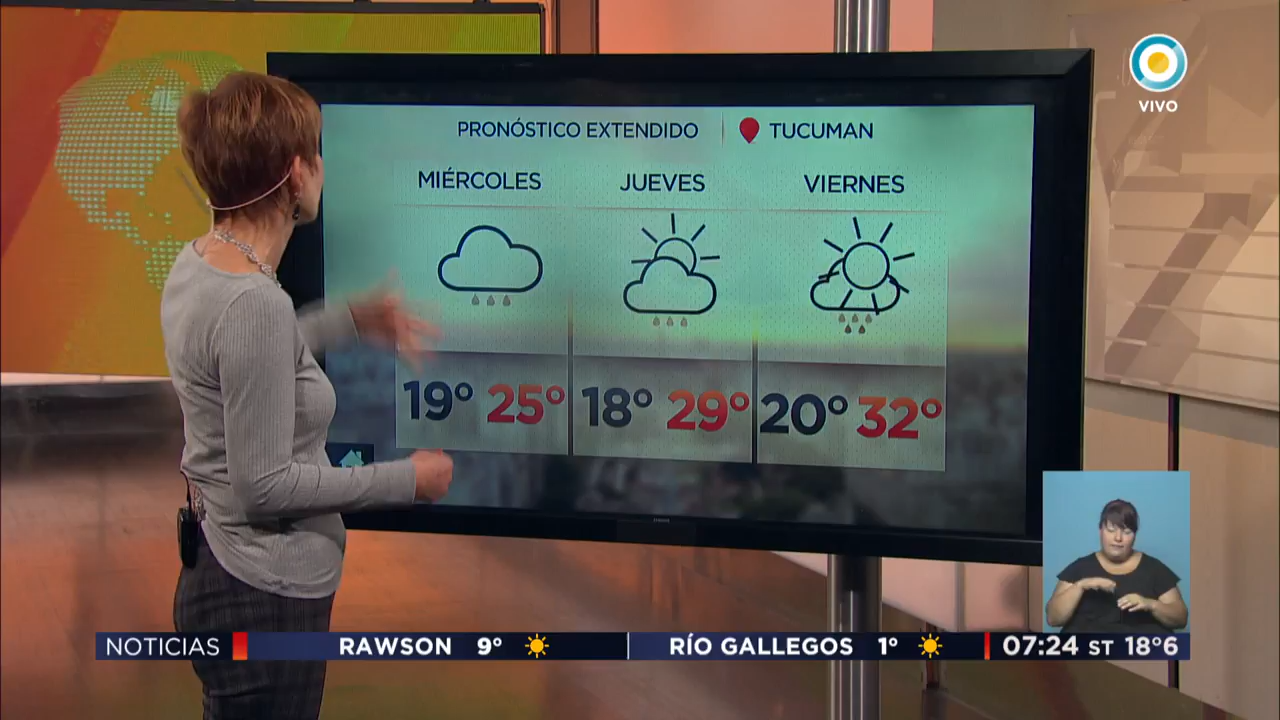 VIVO
PRONÓSTICO EXTENDIDO
TUCUMAN
MIÉRCOLES JUEVES VIERNES
19° 25° 18° 29° 20° 32°
NOTICIAS RAWSON 9° RÍO GALLEGOS 1° 07:24 ST 18°6